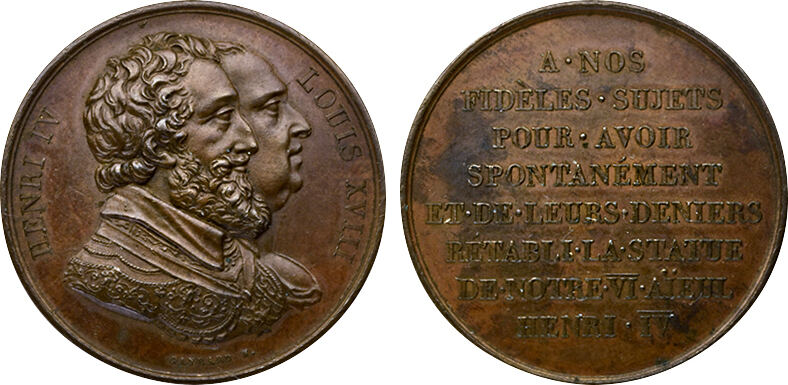 HENRI IV
LOUIS XVIII
A·NOS
FIDÈLES·SUJETS
POUR·AVOIR
SPONTANÉMENT
ET·DE·LEURS·DENIERS
RÉTABLI·LA·STATUE
DE·NOTRE·VI·AÏEUL
HENRI·IV